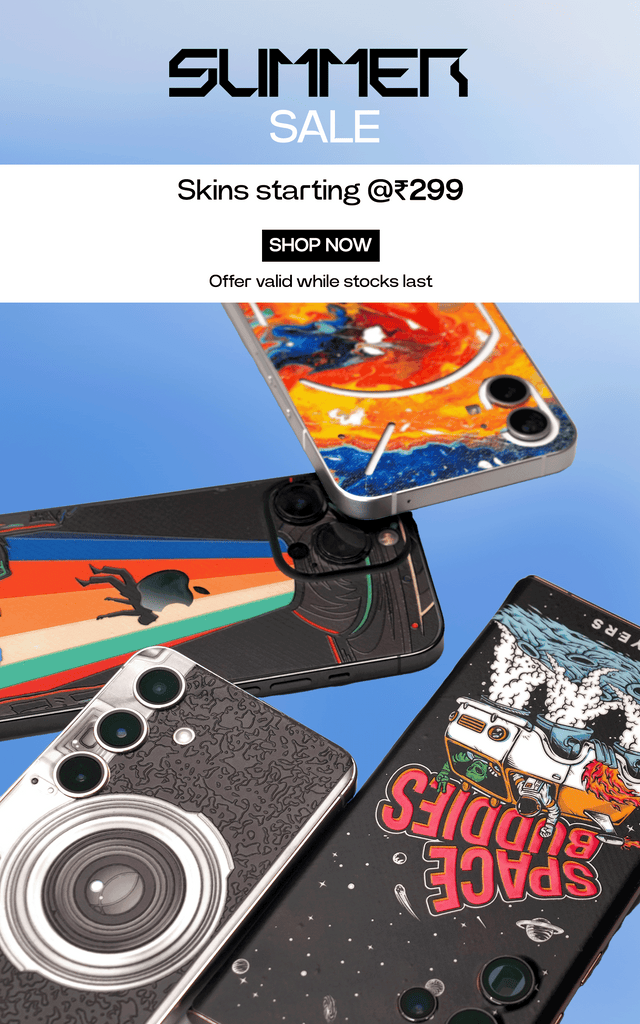 SUMMER
SALE
Skins starting @₹299
SHOP NOW
Offer valid while stocks last
SPACE
BUDDIES